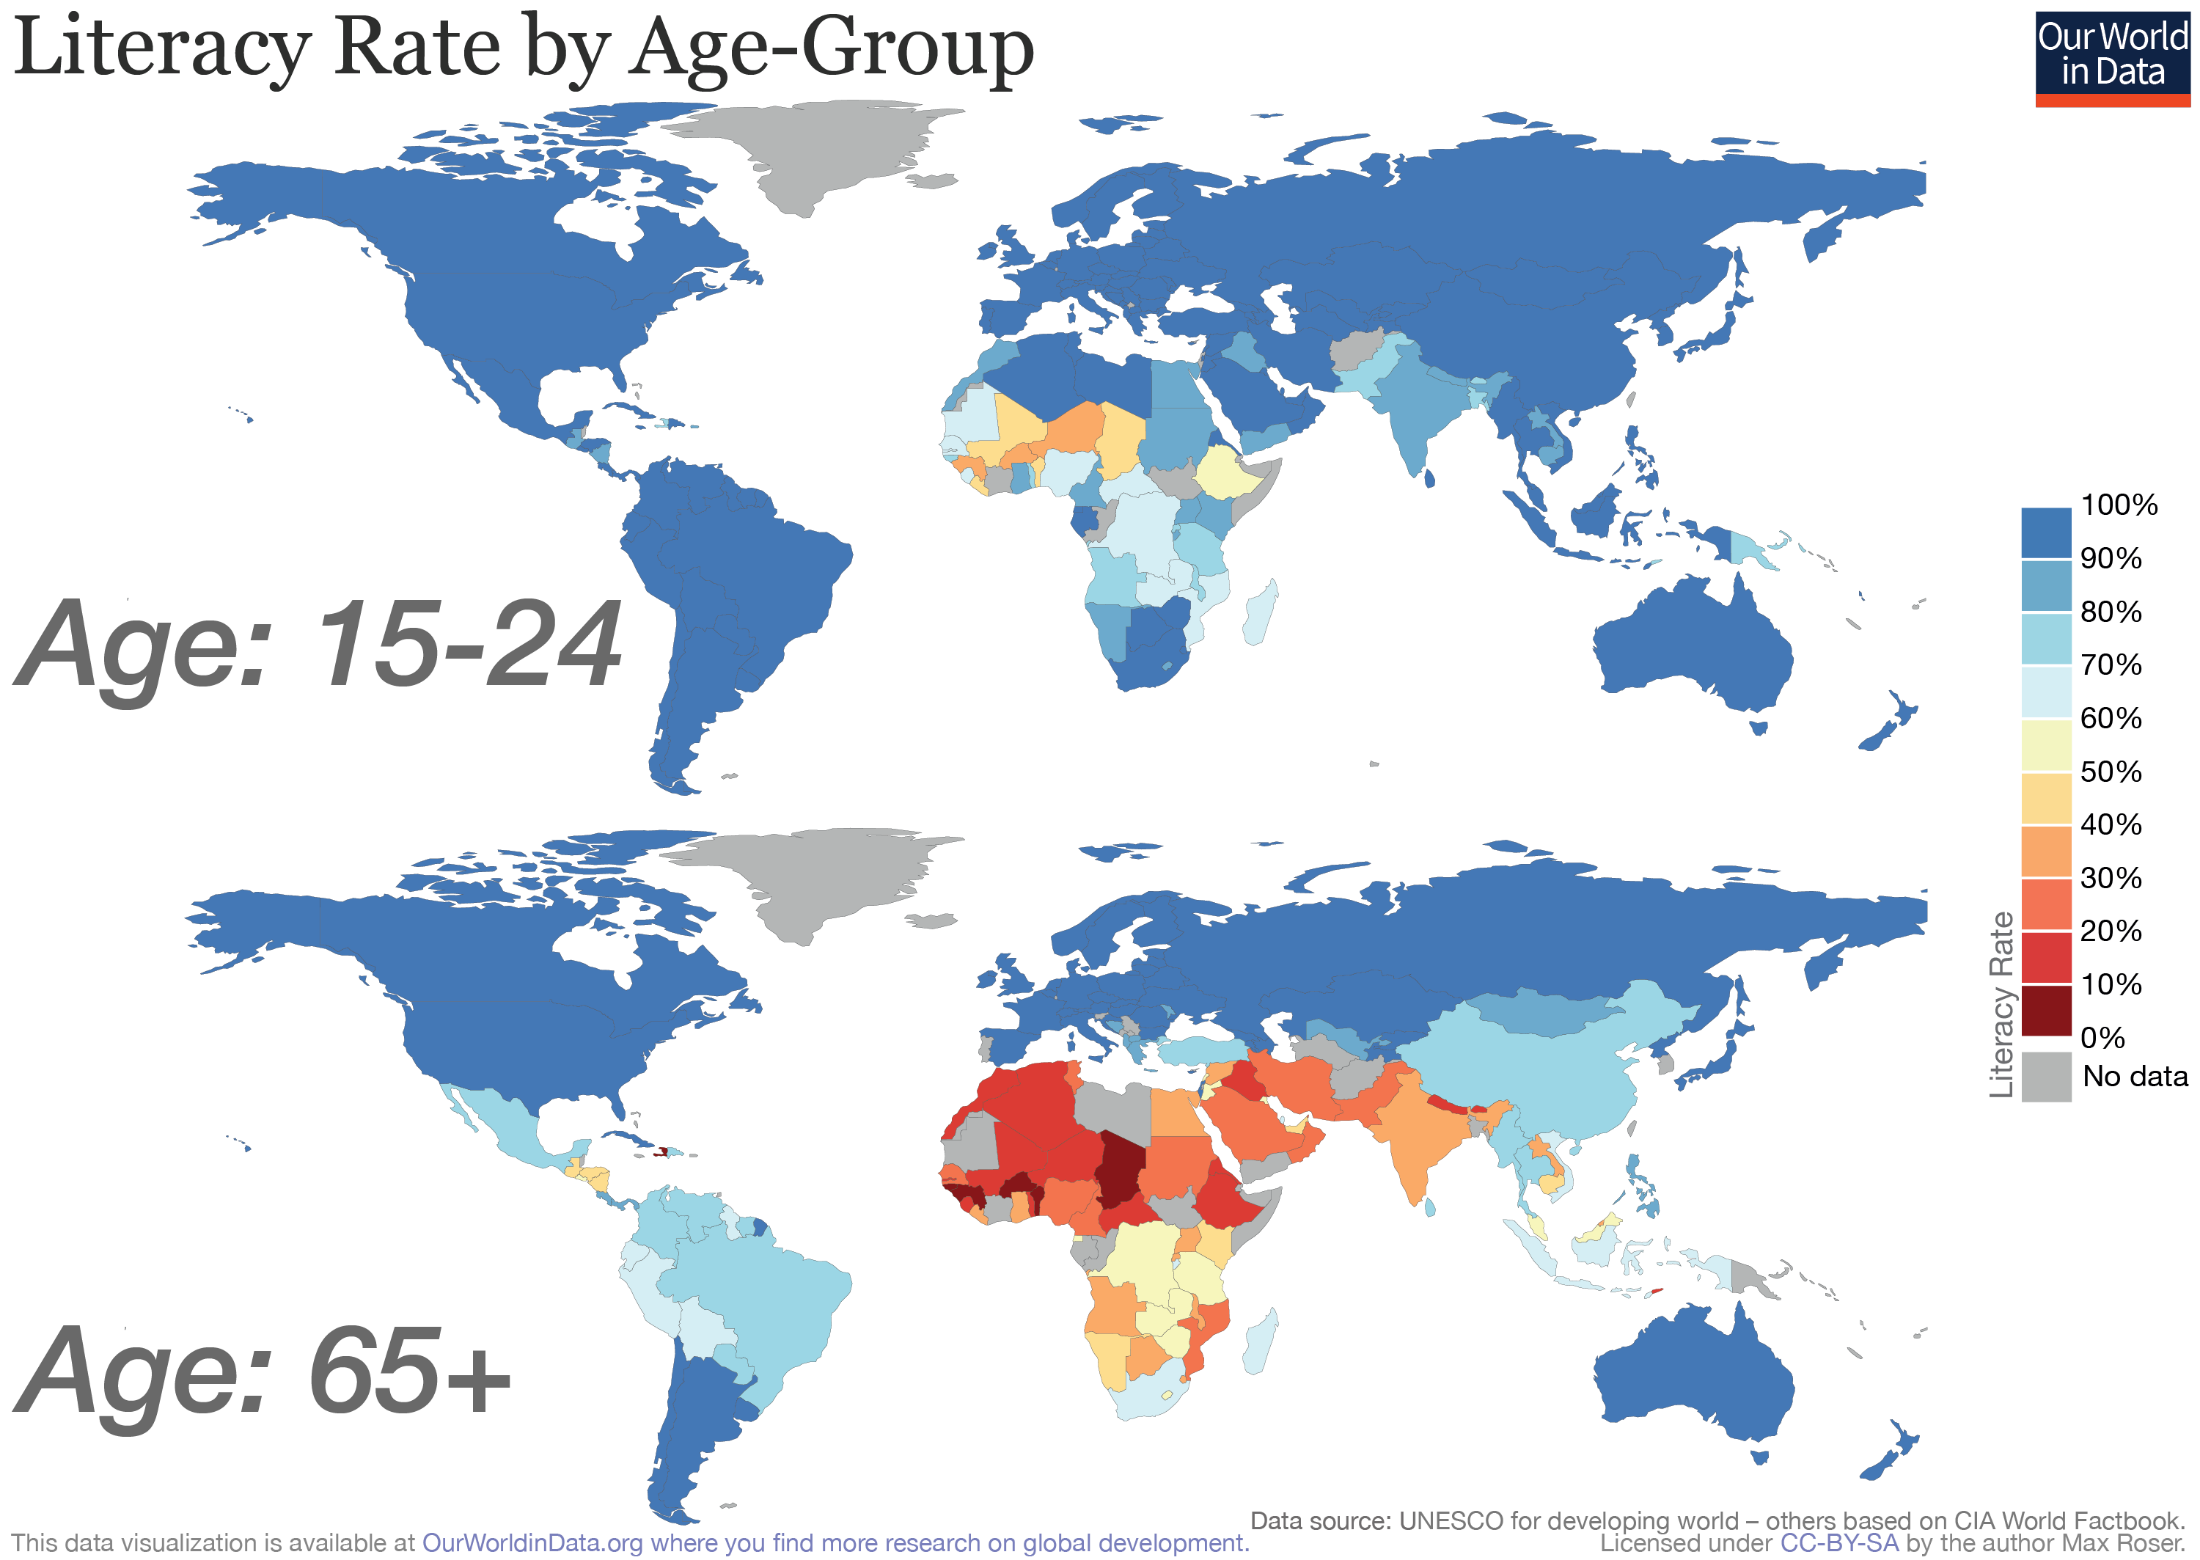 Literacy Rate by Age-Group
Our World
in Data
Age: 15-24
100%
90%
80%
70%
60%
50%
40%
30%
20%
10%
0%
No data
Literacy Rate
Age: 65+
Data source: UNESCO for developing world – others based on CIA World Factbook.
This data visualization is available at OurWorldinData.org where you find more research on global development.
Licensed under CC-BY-SA by the author Max Roser.